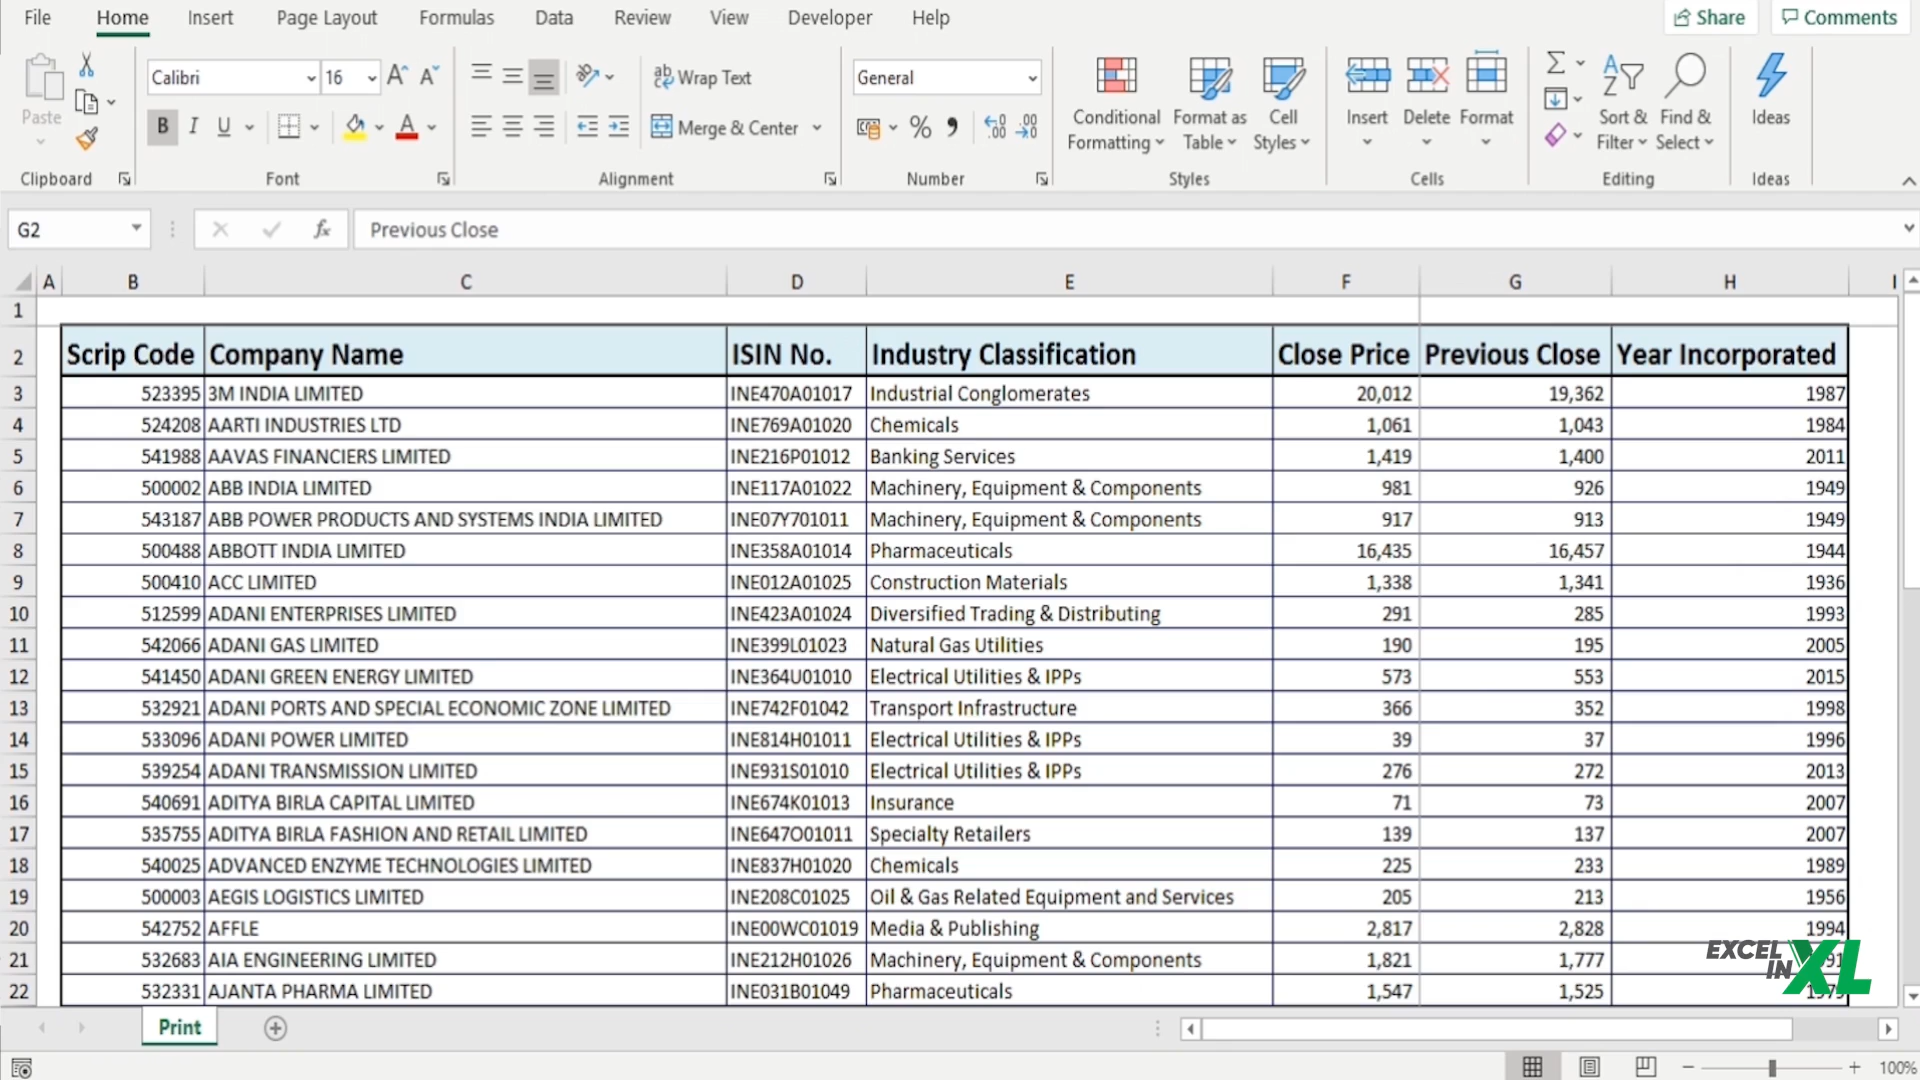 File Home Insert Page Layout Formulas Data Review View Developer Help Share Comments
Paste Calibri 16 Wrap Text General Conditional Formatting Format as Table Cell Styles Insert Delete Format Sort & Filter Find & Select Ideas
B I U A Merge & Center % 
Clipboard Font Alignment Number Styles Cells Editing Ideas
G2 fx Previous Close
A B C D E F G H I
1
2 Scrip Code Company Name ISIN No. Industry Classification Close Price Previous Close Year Incorporated
3 523395 3M INDIA LIMITED INE470A01017 Industrial Conglomerates 20,012 19,362 1987
4 524208 AARTI INDUSTRIES LTD INE769A01020 Chemicals 1,061 1,043 1984
5 541988 AAVAS FINANCIERS LIMITED INE216P01012 Banking Services 1,419 1,400 2011
6 500002 ABB INDIA LIMITED INE117A01022 Machinery, Equipment & Components 981 926 1949
7 543187 ABB POWER PRODUCTS AND SYSTEMS INDIA LIMITED INE07Y701011 Machinery, Equipment & Components 917 913 1949
8 500488 ABBOTT INDIA LIMITED INE358A01014 Pharmaceuticals 16,435 16,457 1944
9 500410 ACC LIMITED INE012A01025 Construction Materials 1,338 1,341 1936
10 512599 ADANI ENTERPRISES LIMITED INE423A01024 Diversified Trading & Distributing 291 285 1993
11 542066 ADANI GAS LIMITED INE399L01023 Natural Gas Utilities 190 195 2005
12 541450 ADANI GREEN ENERGY LIMITED INE364U01010 Electrical Utilities & IPPs 573 553 2015
13 532921 ADANI PORTS AND SPECIAL ECONOMIC ZONE LIMITED INE742F01042 Transport Infrastructure 366 352 1998
14 533096 ADANI POWER LIMITED INE814H01011 Electrical Utilities & IPPs 39 37 1996
15 539254 ADANI TRANSMISSION LIMITED INE931S01010 Electrical Utilities & IPPs 276 272 2013
16 540691 ADITYA BIRLA CAPITAL LIMITED INE674K01013 Insurance 71 73 2007
17 535755 ADITYA BIRLA FASHION AND RETAIL LIMITED INE647O01011 Specialty Retailers 139 137 2007
18 540025 ADVANCED ENZYME TECHNOLOGIES LIMITED INE837H01020 Chemicals 225 233 1989
19 500003 AEGIS LOGISTICS LIMITED INE208C01025 Oil & Gas Related Equipment and Services 205 213 1956
20 542752 AFFLE INE00WC01019 Media & Publishing 2,817 2,828 1994
21 532683 AIA ENGINEERING LIMITED INE212H01026 Machinery, Equipment & Components 1,821 1,777
22 532331 AJANTA PHARMA LIMITED INE031B01049 Pharmaceuticals 1,547 1,525
EXCEL IN XL
Print
100%